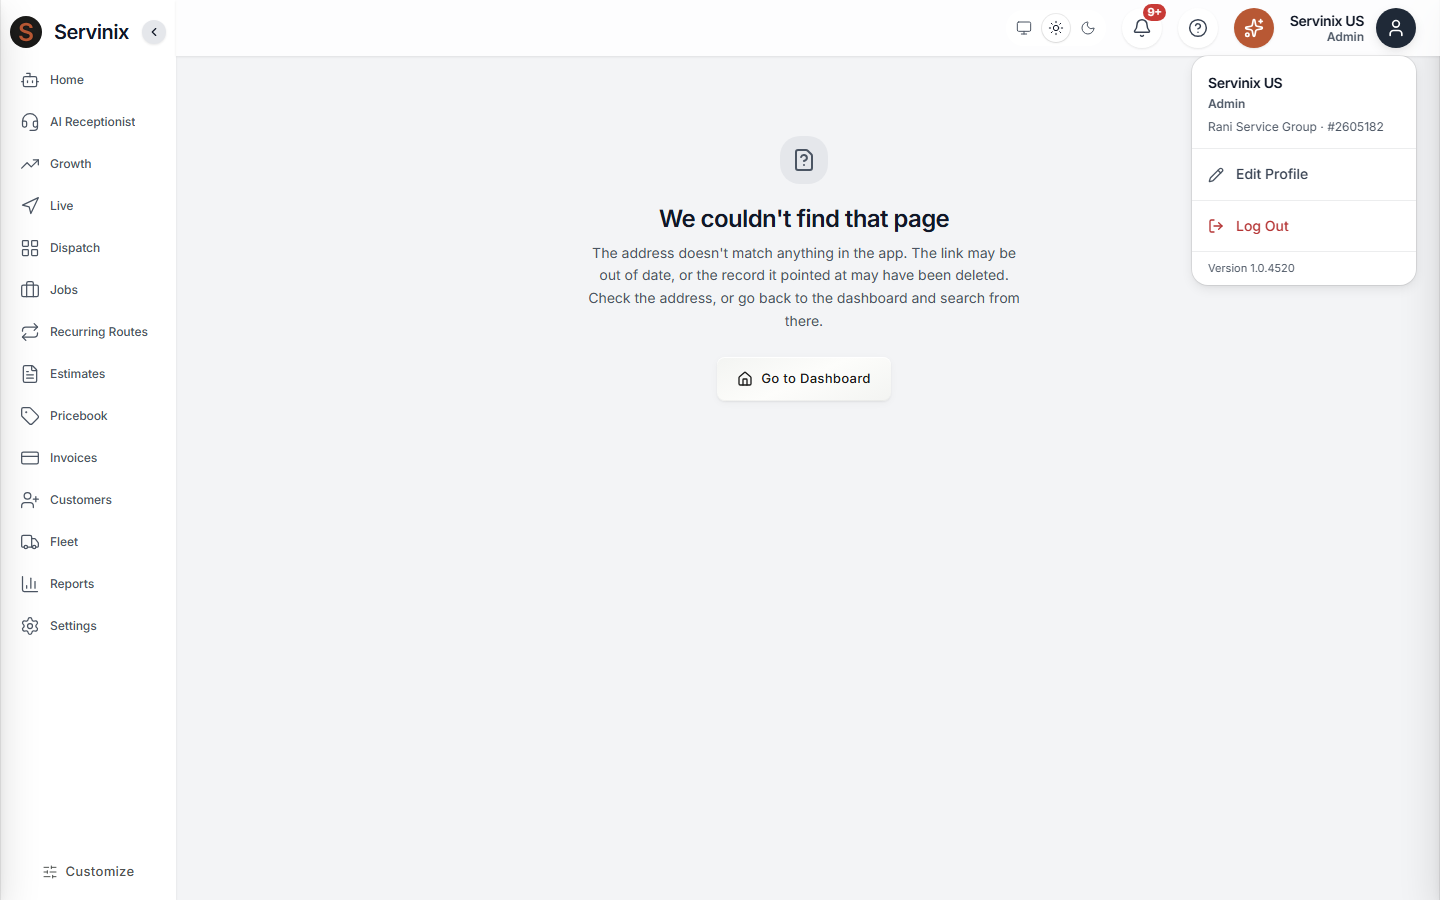 S
Servinix
Home
AI Receptionist
Growth
Live
Dispatch
Jobs
Recurring Routes
Estimates
Pricebook
Invoices
Customers
Fleet
Reports
Settings
Customize
9+
Servinix US
Admin
Servinix US
Admin
Rani Service Group · #2605182
Edit Profile
Log Out
Version 1.0.4520
We couldn't find that page
The address doesn't match anything in the app. The link may be
out of date, or the record it pointed at may have been deleted.
Check the address, or go back to the dashboard and search from
there.
Go to Dashboard